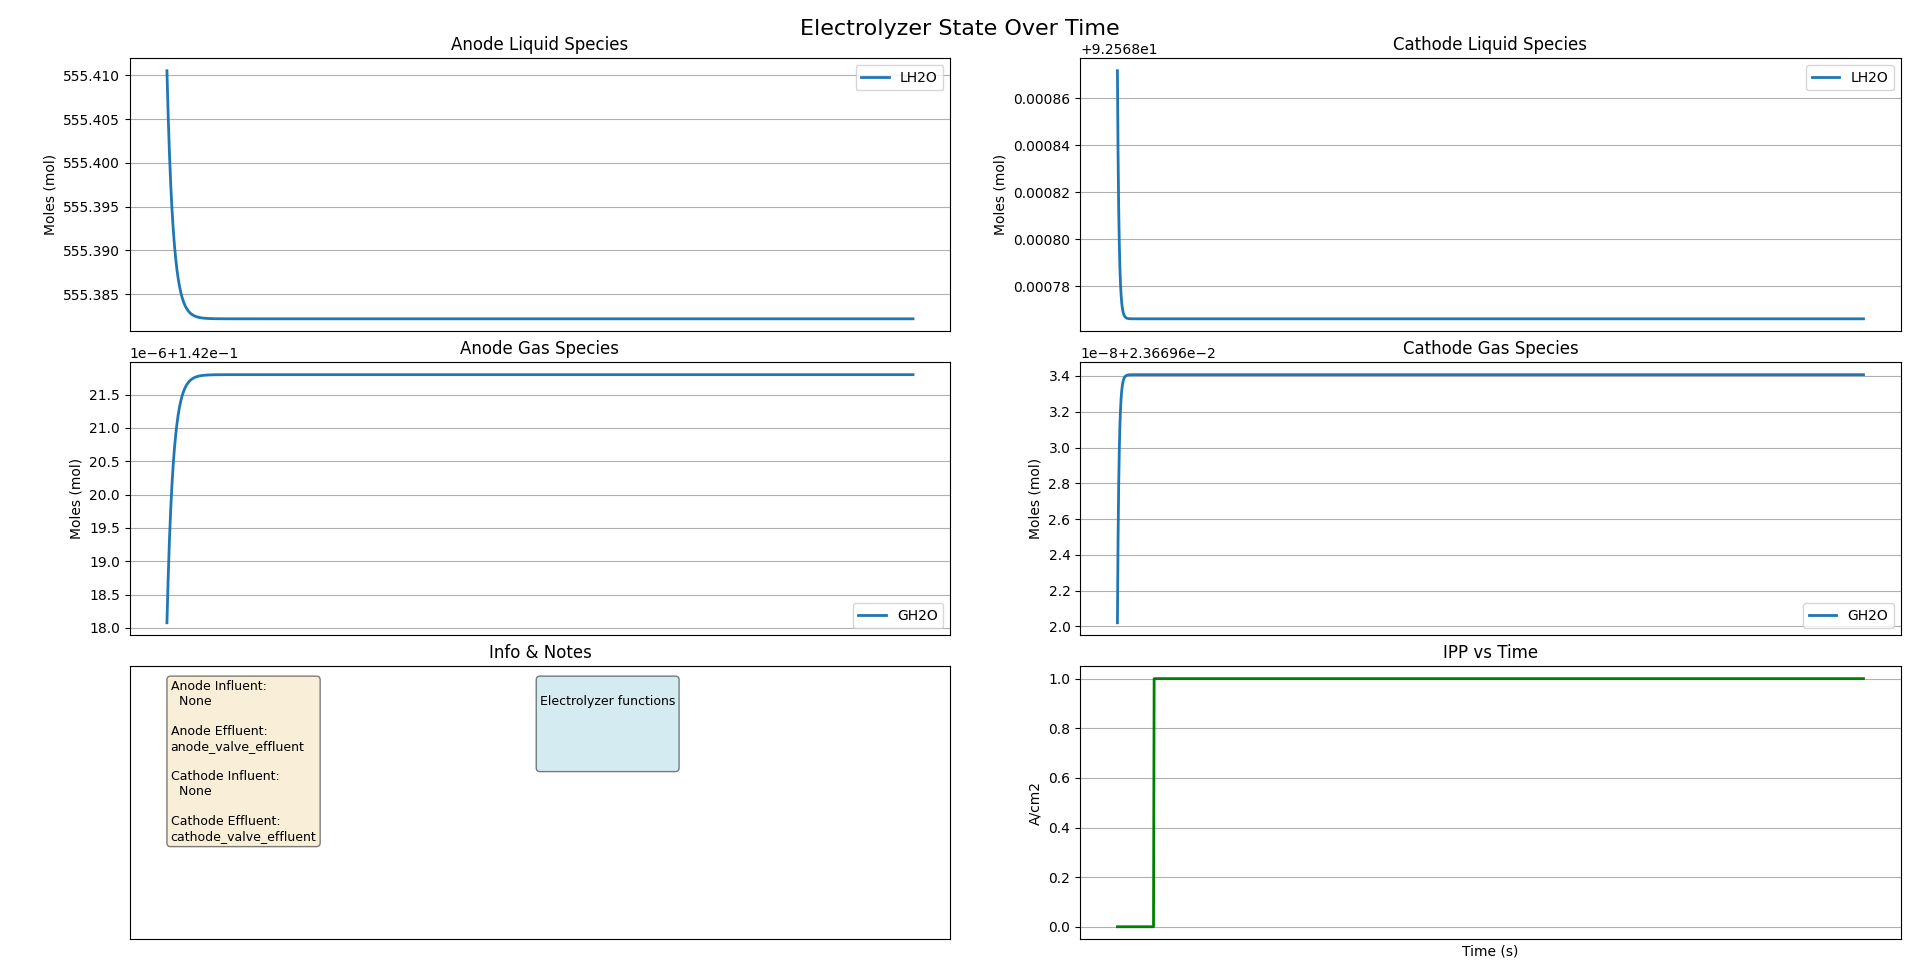 Electrolyzer State Over Time
Anode Liquid Species
555.410
555.405
555.400
555.395
555.390
555.385
Moles (mol)
LH2O
Cathode Liquid Species
+9.2568e1
0.00086
0.00084
0.00082
0.00080
0.00078
Moles (mol)
LH2O
Anode Gas Species
1e−6+1.42e−1
21.5
21.0
20.5
20.0
19.5
19.0
18.5
18.0
Moles (mol)
GH2O
Cathode Gas Species
1e−8+2.36696e−2
3.4
3.2
3.0
2.8
2.6
2.4
2.2
2.0
Moles (mol)
GH2O
Info & Notes
Anode Influent:
None
Anode Effluent:
anode_valve_effluent
Cathode Influent:
None
Cathode Effluent:
cathode_valve_effluent
Electrolyzer functions
IPP vs Time
1.0
0.8
0.6
0.4
0.2
0.0
A/cm2
Time (s)